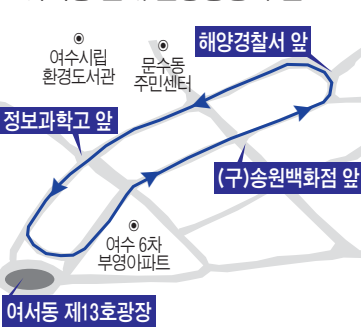 해양경찰서 앞
여수시립
환경도서관
문수동
주민센터
정보과학고 앞
(구)송원백화점 앞
여수 6차
부영아파트
여서동 제13호광장